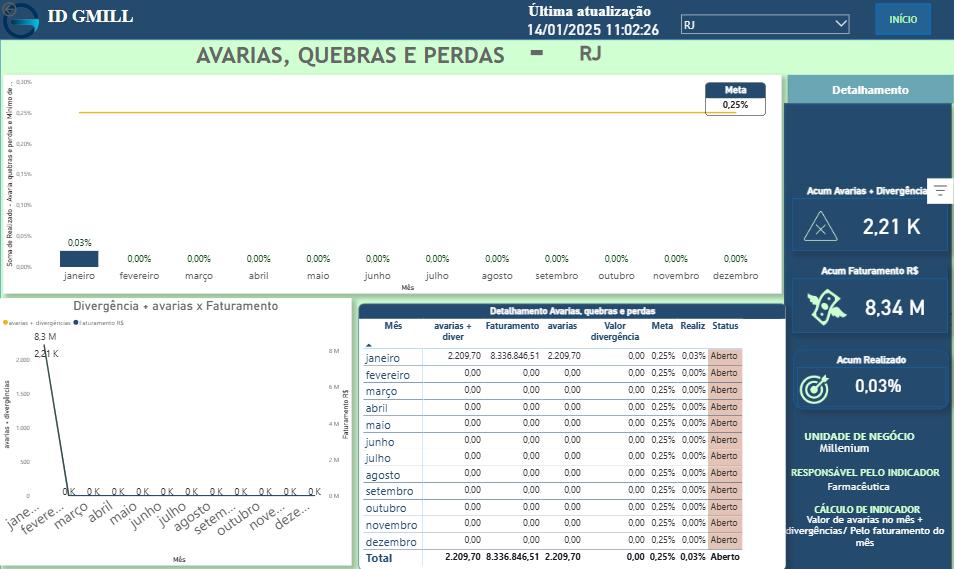 ID GMILL
Última atualização
14/01/2025 11:02:26
RJ
INÍCIO
AVARIAS, QUEBRAS E PERDAS - RJ
Soma de Realizado - Avaria quebras e perdas e Mínimo de ...
0,30%
0,25%
0,20%
0,15%
0,10%
0,05%
0,00%
Meta
0,25%
0,03% 0,00% 0,00% 0,00% 0,00% 0,00% 0,00% 0,00% 0,00% 0,00% 0,00% 0,00%
janeiro fevereiro março abril maio junho julho agosto setembro outubro novembro dezembro
Mês
Divergência + avarias x Faturamento
avarias + divergências Faturamento R$
8,3 M
2,21 K
avarias + divergências
2.000
1.500
1.000
500
0
8 M
6 M
4 M
2 M
0 M
Faturamento R$
0 K 0 K 0 K 0 K 0 K 0 K 0 K 0 K 0 K 0 K 0 K
jane... fevere... março abril maio junho julho agosto setem... outubro nove... deze...
Mês
Detalhamento Avarias, quebras e perdas
Mês avarias + diver Faturamento avarias Valor divergência Meta Realiz Status
janeiro 2.209,70 8.336.846,51 2.209,70 0,00 0,25% 0,03% Aberto
fevereiro 0,00 0,00 0,00 0,00 0,25% 0,00% Aberto
março 0,00 0,00 0,00 0,00 0,25% 0,00% Aberto
abril 0,00 0,00 0,00 0,00 0,25% 0,00% Aberto
maio 0,00 0,00 0,00 0,00 0,25% 0,00% Aberto
junho 0,00 0,00 0,00 0,00 0,25% 0,00% Aberto
julho 0,00 0,00 0,00 0,00 0,25% 0,00% Aberto
agosto 0,00 0,00 0,00 0,00 0,25% 0,00% Aberto
setembro 0,00 0,00 0,00 0,00 0,25% 0,00% Aberto
outubro 0,00 0,00 0,00 0,00 0,25% 0,00% Aberto
novembro 0,00 0,00 0,00 0,00 0,25% 0,00% Aberto
dezembro 0,00 0,00 0,00 0,00 0,25% 0,00% Aberto
Total 2.209,70 8.336.846,51 2.209,70 0,00 0,25% 0,03% Aberto
Detalhamento
Acum Avarias + Divergência
2,21 K
Acum Faturamento R$
8,34 M
Acum Realizado
0,03%
UNIDADE DE NEGÓCIO
Millenium
RESPONSÁVEL PELO INDICADOR
Farmacêutica
CÁLCULO DE INDICADOR
Valor de avarias no mês +
divergências/ Pelo faturamento do
mês